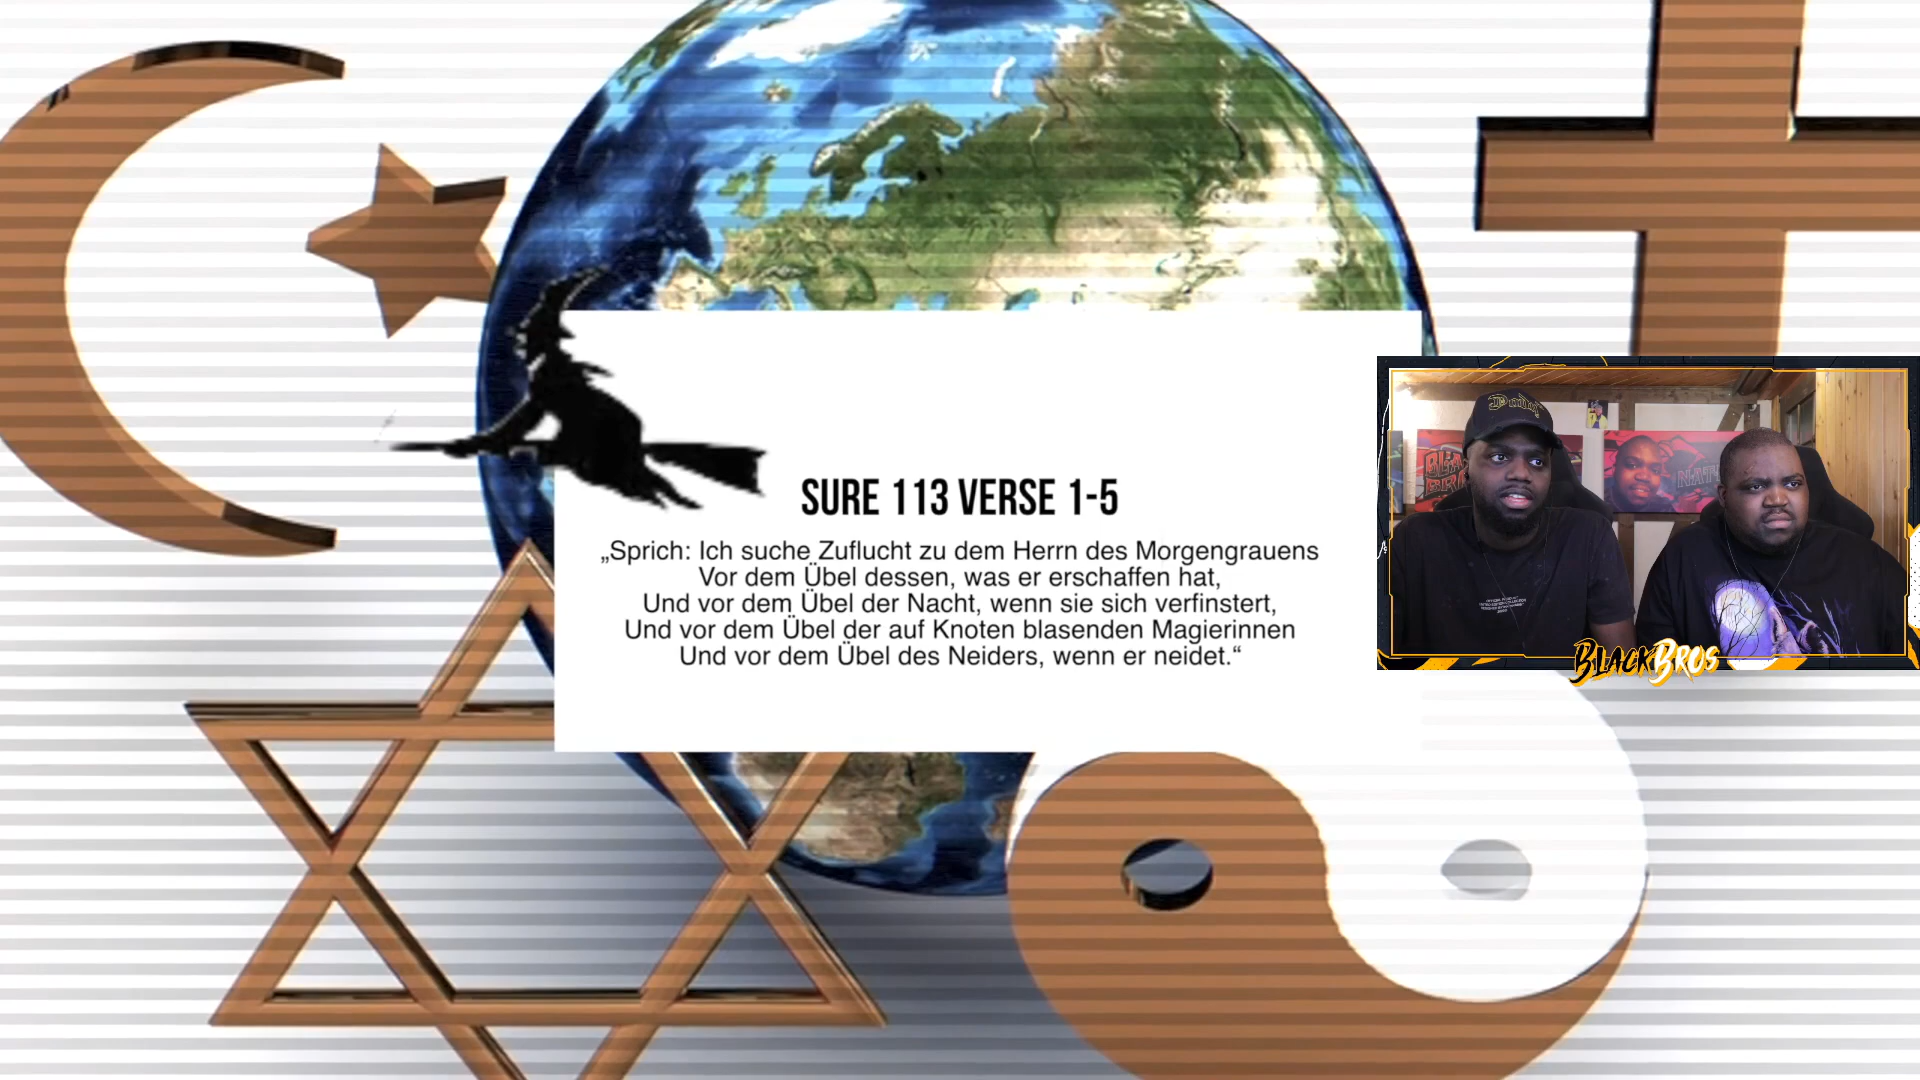 SURE 113 VERSE 1-5
„Sprich: Ich suche Zuflucht zu dem Herrn des Morgengrauens
Vor dem Übel dessen, was er erschaffen hat,
Und vor dem Übel der Nacht, wenn sie sich verfinstert,
Und vor dem Übel der auf Knoten blasenden Magierinnen
Und vor dem Übel des Neiders, wenn er neidet.“
BLACKBROS